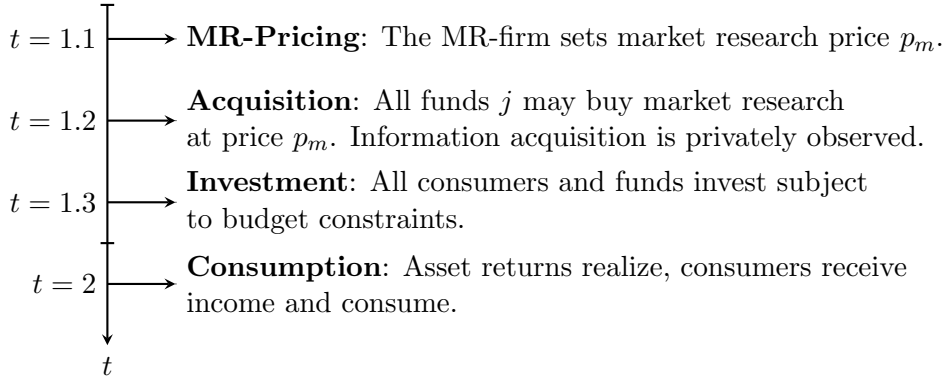 t = 1.1 MR-Pricing: The MR-firm sets market research price pₘ.
Acquisition: All funds j may buy market research
t = 1.2
at price pₘ. Information acquisition is privately observed.
Investment: All consumers and funds invest subject
t = 1.3
to budget constraints.
Consumption: Asset returns realize, consumers receive
t = 2
income and consume.
t